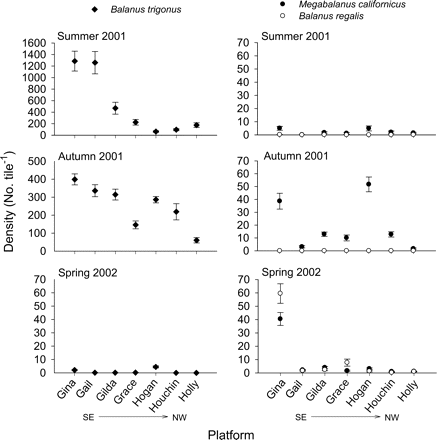 Balanus trigonus
Megabalanus californicus
Balanus regalis
Summer 2001
1600
1400
1200
1000
800
600
400
200
0
Summer 2001
70
60
50
40
30
20
10
0
Density (No. tile-1)
Autumn 2001
500
400
300
200
100
0
Autumn 2001
70
60
50
40
30
20
10
0
Spring 2002
70
60
50
40
30
20
10
0
Spring 2002
70
60
50
40
30
20
10
0
Gina
Gail
Gilda
Grace
Hogan
Houchin
Holly
Gina
Gail
Gilda
Grace
Hogan
Houchin
Holly
SE NW
SE NW
Platform